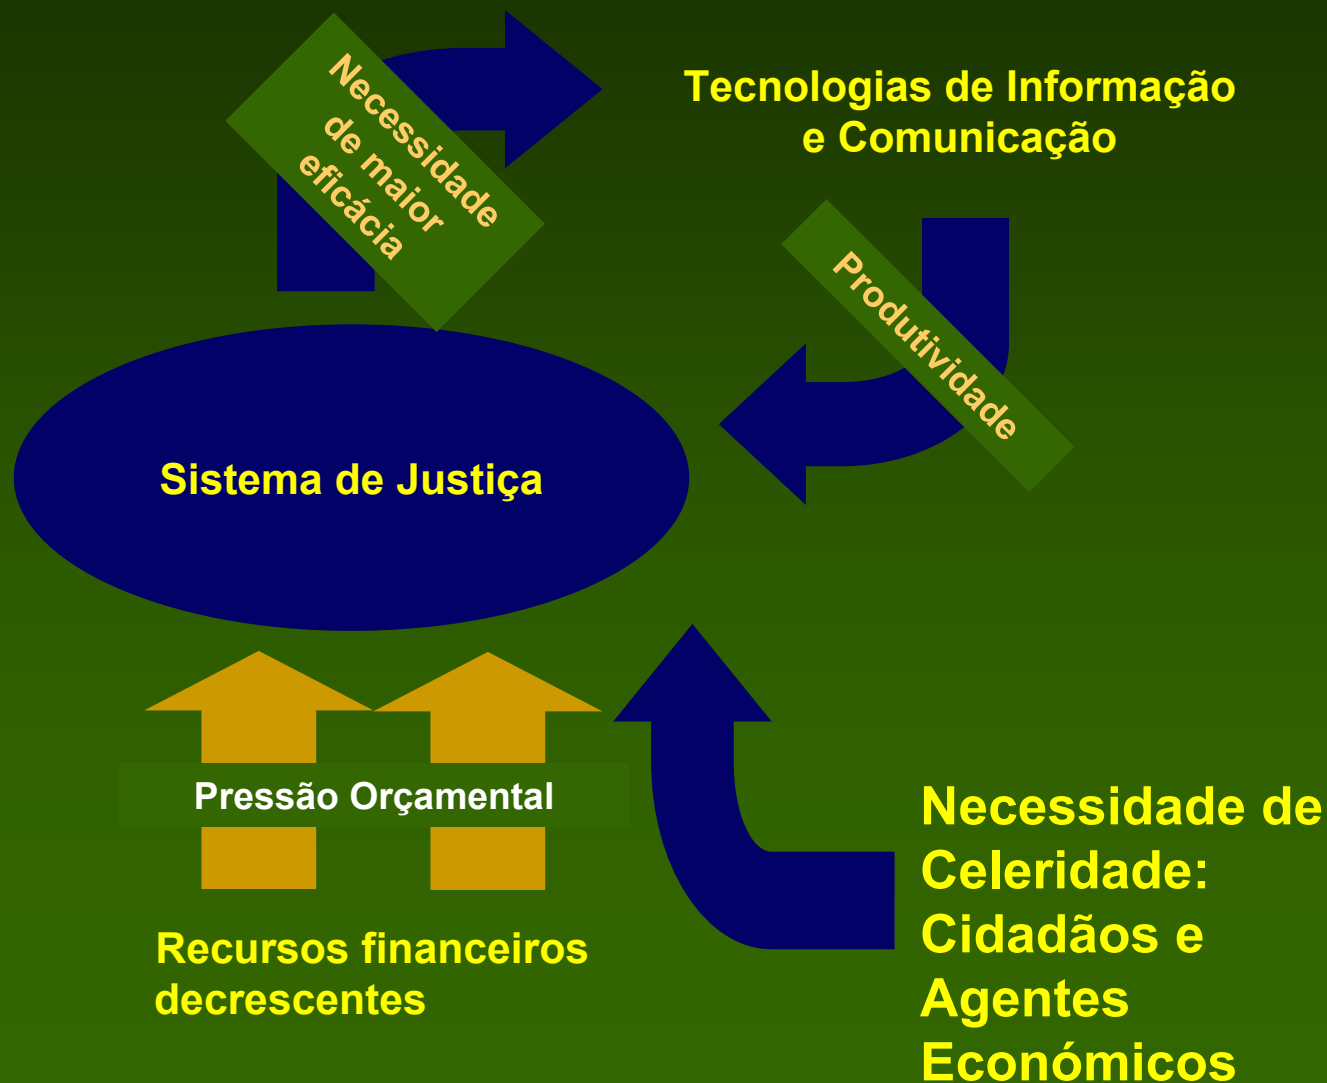 Necessidade
de maior
eficácia
Tecnologias de Informação
e Comunicação
Produtividade
Sistema de Justiça
Pressão Orçamental
Recursos financeiros
decrescentes
Necessidade de
Celeridade:
Cidadãos e
Agentes
Económicos